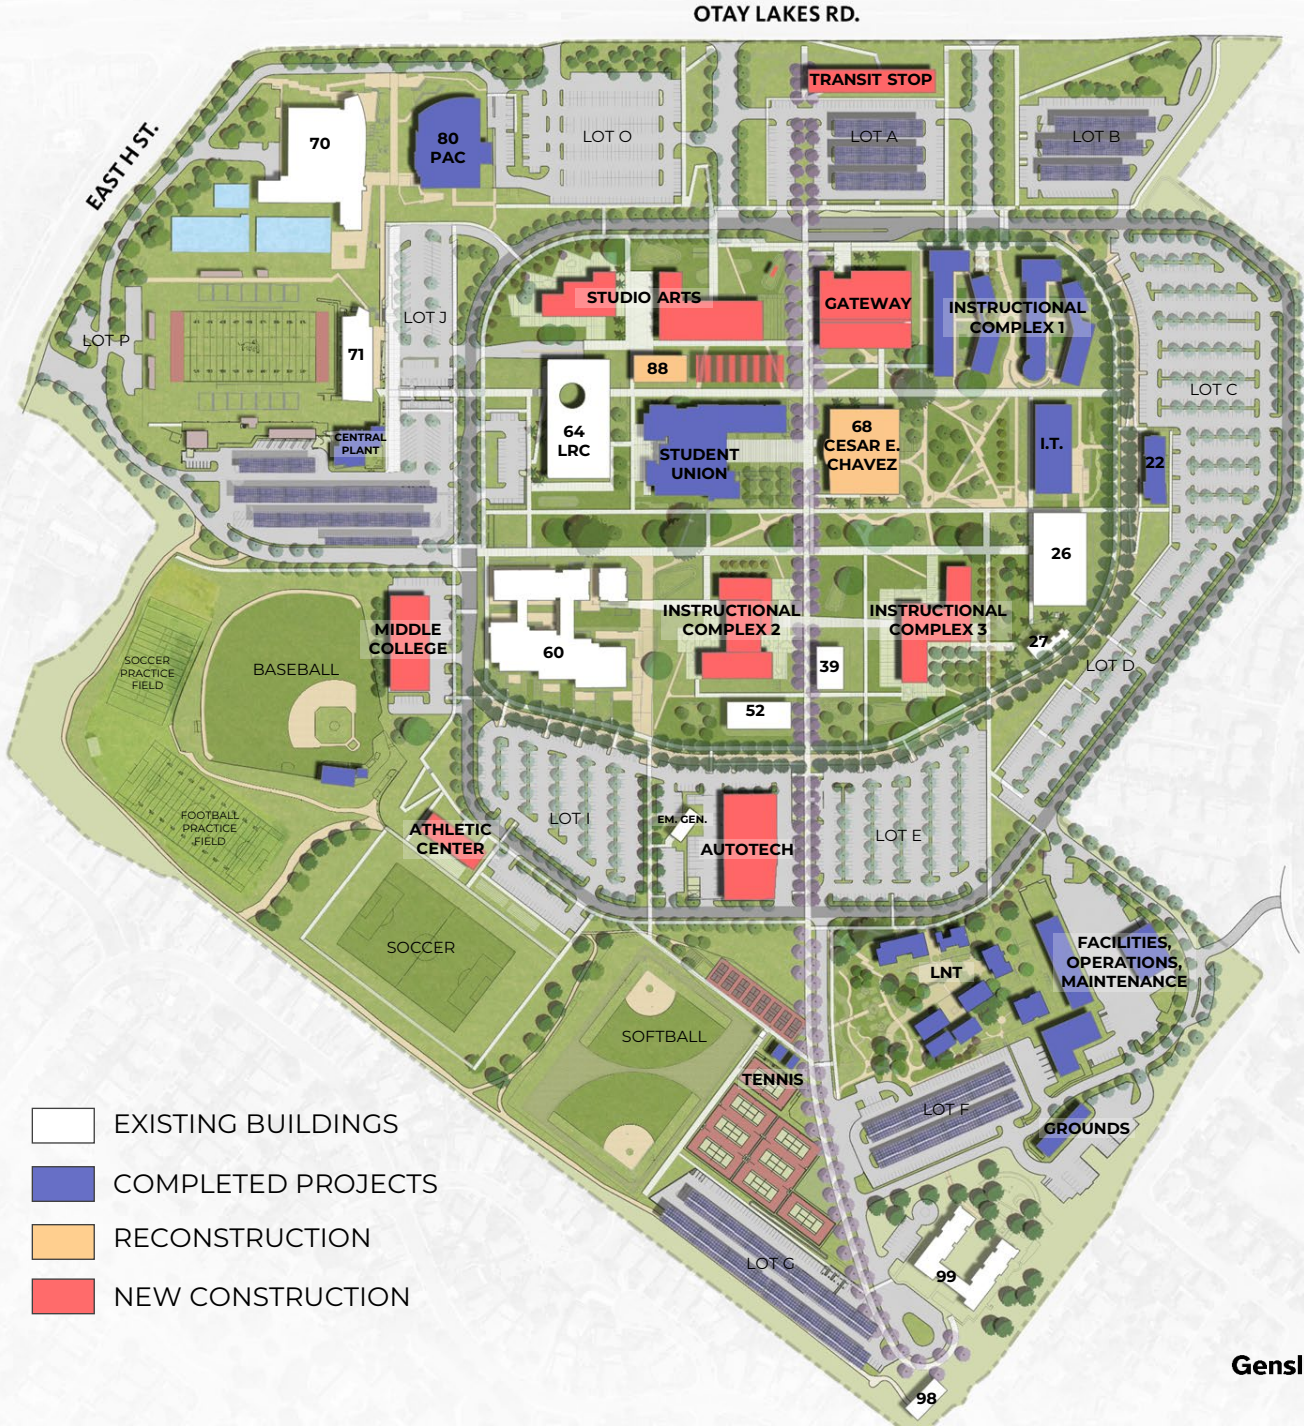 OTAY LAKES RD.
EAST H ST.
TRANSIT STOP
70
80
PAC
LOT O
LOT A
LOT B
STUDIO ARTS
GATEWAY
INSTRUCTIONAL
COMPLEX 1
LOT P
LOT J
71
88
LOT C
64
LRC
68
CESAR E.
CHAVEZ
I.T.
CENTRAL
PLANT
STUDENT
UNION
22
26
INSTRUCTIONAL
COMPLEX 2
INSTRUCTIONAL
COMPLEX 3
MIDDLE
COLLEGE
SOCCER
PRACTICE
FIELD
BASEBALL
60
39
27
LOT D
52
FOOTBALL
PRACTICE
FIELD
ATHLETIC
CENTER
LOT I
EM. GEN.
AUTOTECH
LOT E
SOCCER
LNT
FACILITIES,
OPERATIONS,
MAINTENANCE
SOFTBALL
TENNIS
LOT F
GROUNDS
LOT G
99
98
EXISTING BUILDINGS
COMPLETED PROJECTS
RECONSTRUCTION
NEW CONSTRUCTION
Gensl